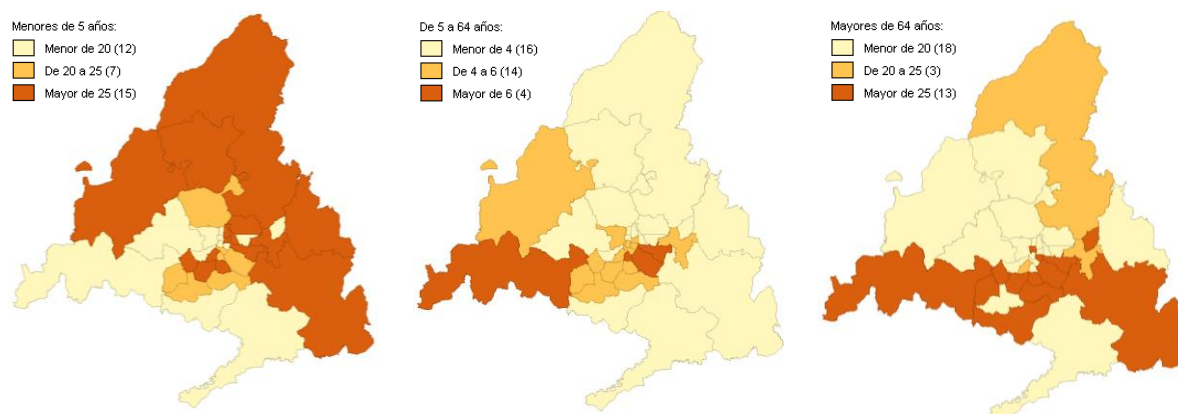 Menores de 5 años:
Menor de 20 (12)
De 20 a 25 (7)
Mayor de 25 (15)
De 5 a 64 años:
Menor de 4 (16)
De 4 a 6 (14)
Mayor de 6 (4)
Mayores de 64 años:
Menor de 20 (18)
De 20 a 25 (3)
Mayor de 25 (13)